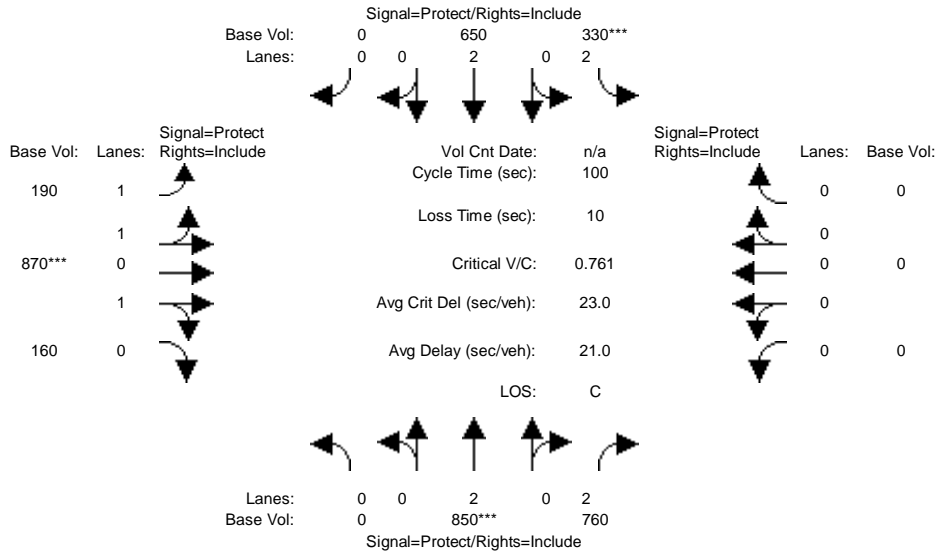 Signal=Protect/Rights=Include
Base Vol: 0 650 330***
Lanes: 0 0 2 0 2
Signal=Protect
Base Vol: Lanes: Rights=Include
190 1
1
870*** 0
1
160 0
Vol Cnt Date: n/a
Cycle Time (sec): 100
Loss Time (sec): 10
Critical V/C: 0.761
Avg Crit Del (sec/veh): 23.0
Avg Delay (sec/veh): 21.0
LOS: C
Signal=Protect
Rights=Include Lanes: Base Vol:
0 0
0
0 0
0
0 0
Lanes: 0 0 2 0 2
Base Vol: 0 850*** 760
Signal=Protect/Rights=Include